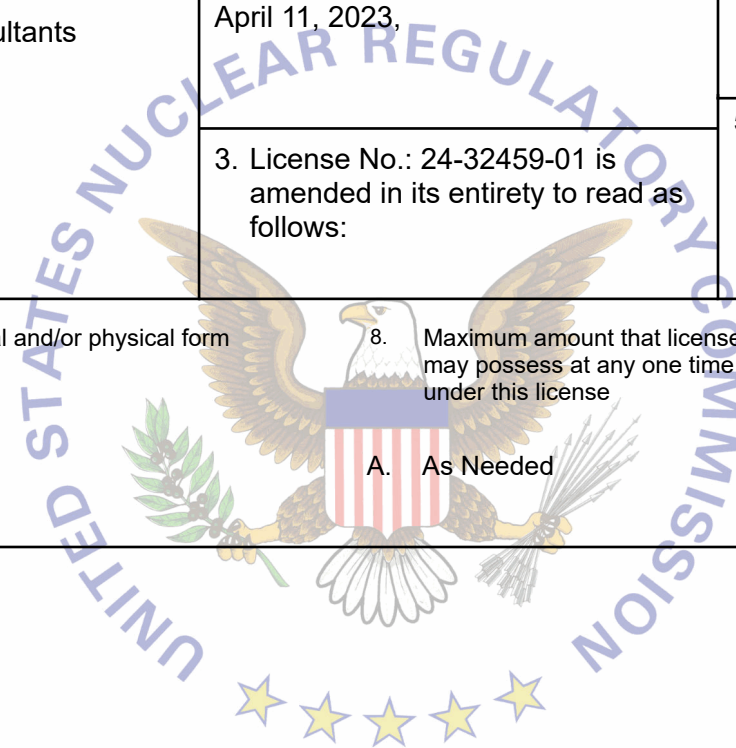 ultants
April 11, 2023,
3. License No.: 24-32459-01 is
amended in its entirety to read as
follows:
and/or physical form
8. Maximum amount that license
may possess at any one time
under this license
A. As Needed
UNITED STATES NUCLEAR REGULATORY COMMISSION